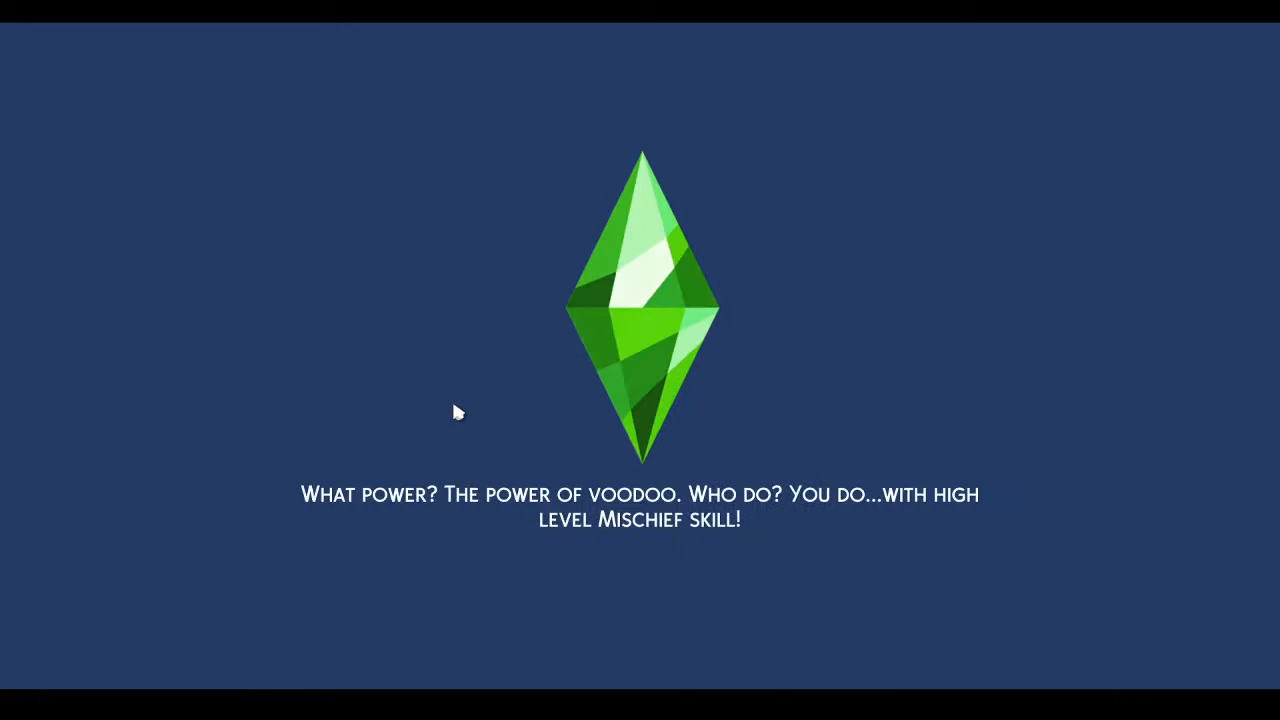 What power? The power of voodoo. Who do? You do...with high
level Mischief skill!